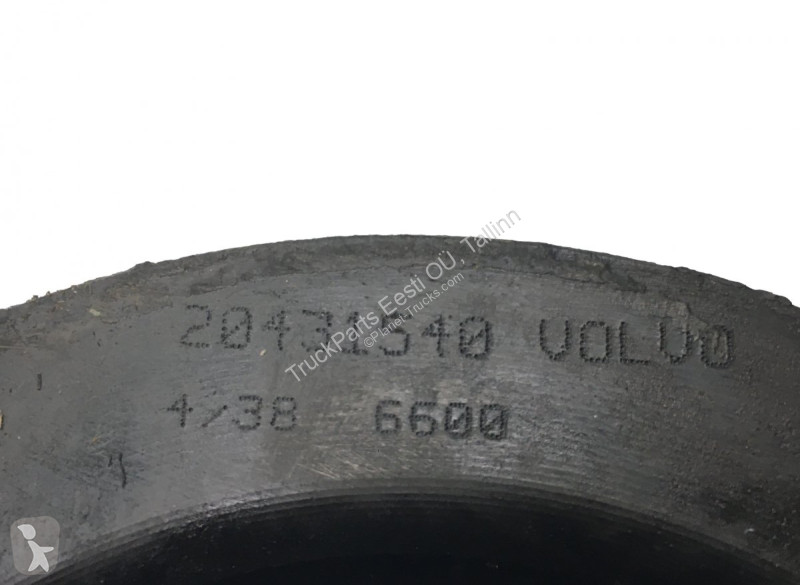 20431540 VOLVO
4/38 6600
TruckParts Eesti OÜ, Tallinn
©Planet-Trucks.com